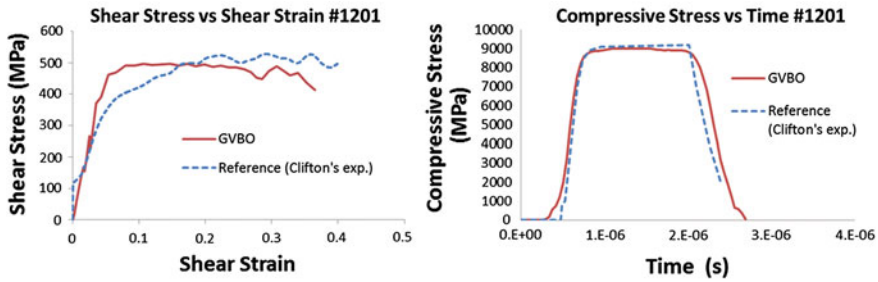 Shear Stress vs Shear Strain #1201
Shear Stress (MPa)
600
500
400
300
200
100
0
GVBO
Reference (Clifton's exp.)
0
0.1
0.2
0.3
0.4
0.5
Shear Strain
Compressive Stress vs Time #1201
Compressive Stress
(MPa)
10000
9000
8000
7000
6000
5000
4000
3000
2000
1000
0
GVBO
Reference
(Clifton's exp.)
0.E+00
1.E-06
2.E-06
3.E-06
4.E-06
Time (s)